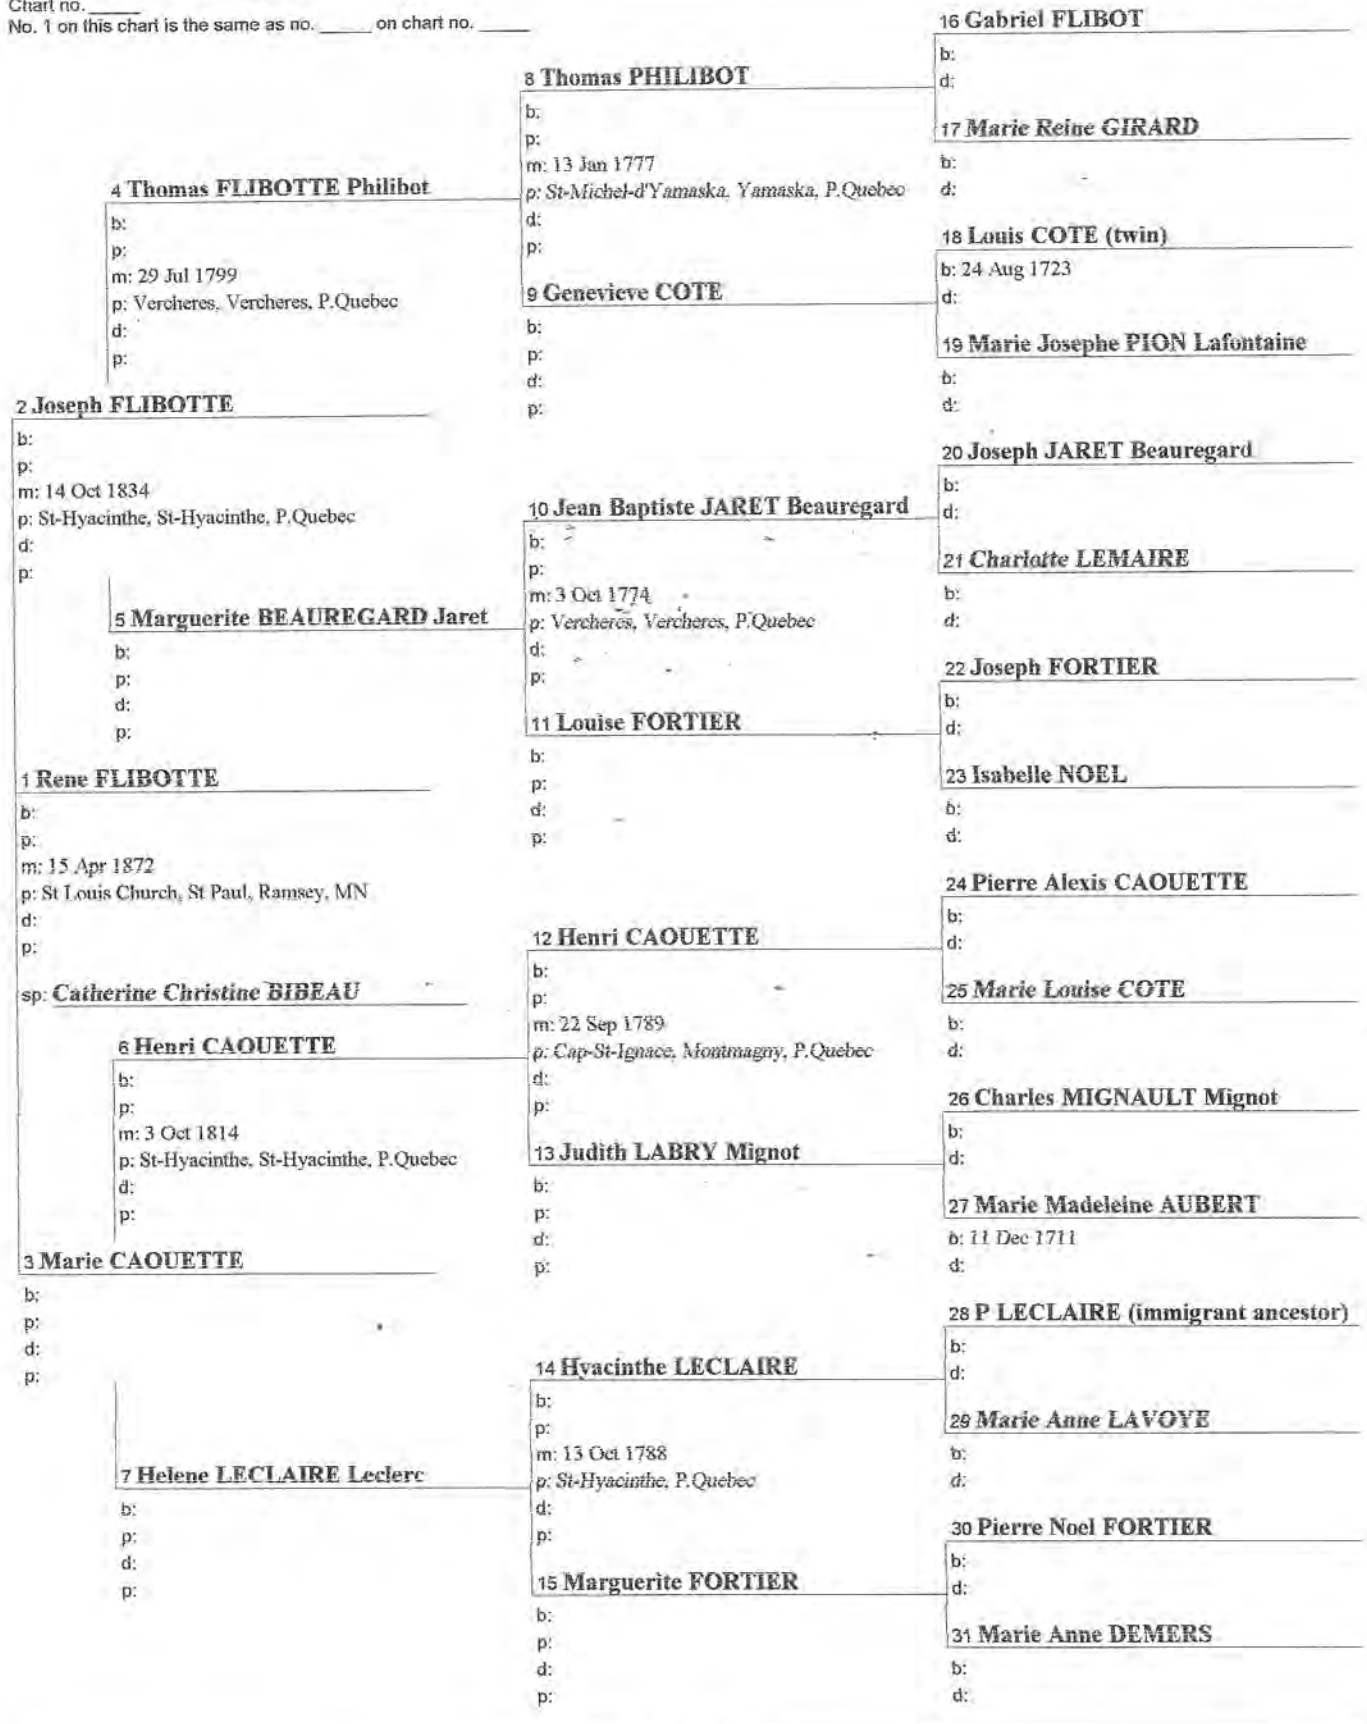 Chart no. _____
No. 1 on this chart is the same as no. _____ on chart no. _____
16 Gabriel FLIBOT
b:
d:
8 Thomas PHILIBOT
b:
p:
m: 13 Jan 1777
p: St-Michel-d'Yamaska, Yamaska, P.Quebec
d:
p:
17 Marie Reine GIRARD
b:
d:
4 Thomas FLIBOTTE Philibot
b:
p:
m: 29 Jul 1799
p: Vercheres, Vercheres, P.Quebec
d:
p:
18 Louis COTE (twin)
b: 24 Aug 1723
d:
9 Genevieve COTE
b:
p:
d:
p:
19 Marie Josephe PION Lafontaine
b:
d:
2 Joseph FLIBOTTE
b:
p:
m: 14 Oct 1834
p: St-Hyacinthe, St-Hyacinthe, P.Quebec
d:
p:
20 Joseph JARET Beauregard
b:
d:
10 Jean Baptiste JARET Beauregard
b:
p:
m: 3 Oct 1774
p: Vercheres, Vercheres, P.Quebec
d:
p:
21 Charlotte LEMAIRE
b:
d:
5 Marguerite BEAUREGARD Jaret
b:
p:
d:
p:
22 Joseph FORTIER
b:
d:
11 Louise FORTIER
b:
p:
d:
p:
23 Isabelle NOEL
b:
d:
1 Rene FLIBOTTE
b:
p:
m: 15 Apr 1872
p: St Louis Church, St Paul, Ramsey, MN
d:
p:
sp: Catherine Christine BIBEAU
24 Pierre Alexis CAOUETTE
b:
d:
12 Henri CAOUETTE
b:
p:
m: 22 Sep 1789
p: Cap-St-Ignace, Montmagny, P.Quebec
d:
p:
25 Marie Louise COTE
b:
d:
6 Henri CAOUETTE
b:
p:
m: 3 Oct 1814
p: St-Hyacinthe, St-Hyacinthe, P.Quebec
d:
p:
26 Charles MIGNAULT Mignot
b:
d:
13 Judith LABRY Mignot
b:
p:
d:
p:
27 Marie Madeleine AUBERT
b: 11 Dec 1711
d:
3 Marie CAOUETTE
b:
p:
d:
p:
28 P LECLAIRE (immigrant ancestor)
b:
d:
14 Hyacinthe LECLAIRE
b:
p:
m: 13 Oct 1788
p: St-Hyacinthe, P.Quebec
d:
p:
29 Marie Anne LAVOYE
b:
d:
7 Helene LECLAIRE Leclerc
b:
p:
d:
p:
30 Pierre Noel FORTIER
b:
d:
15 Marguerite FORTIER
b:
p:
d:
p:
31 Marie Anne DEMERS
b:
d: